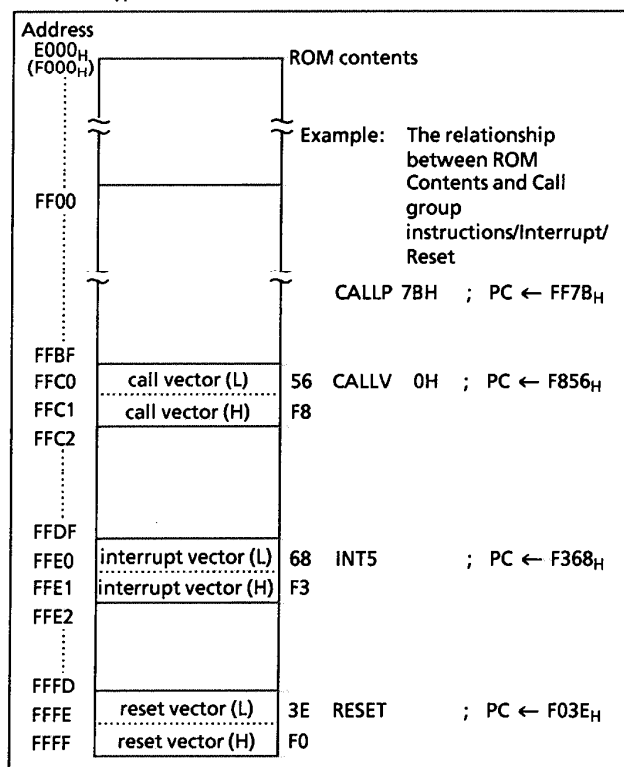 Address
E000H
(F000H)
ROM contents
Example: The relationship
between ROM
Contents and Call
group
instructions/Interrupt/
Reset
FF00
CALLP 7BH ; PC ← FF7BH
FFBF
FFC0 call vector (L) 56 CALLV 0H ; PC ← F856H
FFC1 call vector (H) F8
FFC2
FFDF
FFE0 interrupt vector (L) 68 INT5 ; PC ← F368H
FFE1 interrupt vector (H) F3
FFE2
FFFD
FFFE reset vector (L) 3E RESET ; PC ← F03EH
FFFF reset vector (H) F0